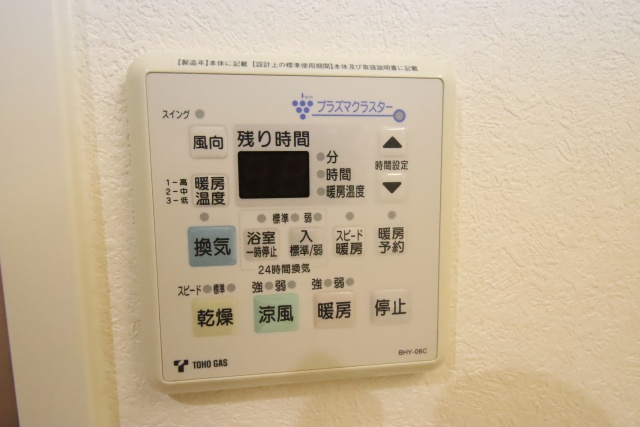 【製造年】本体に記載 【設計上の標準使用期間】本体及び取扱説明書に記載
プラズマクラスター
スイング
風向
残り時間
分
時間
暖房温度
時間設定
1－高
2－中
3－低
暖房
温度
標準 弱
換気
浴室
一時停止
入
標準/弱
スピード
暖房
暖房
予約
24時間換気
スピード 標準 強 弱 強 弱
乾燥 涼風 暖房 停止
TOHO GAS
BHY-06C